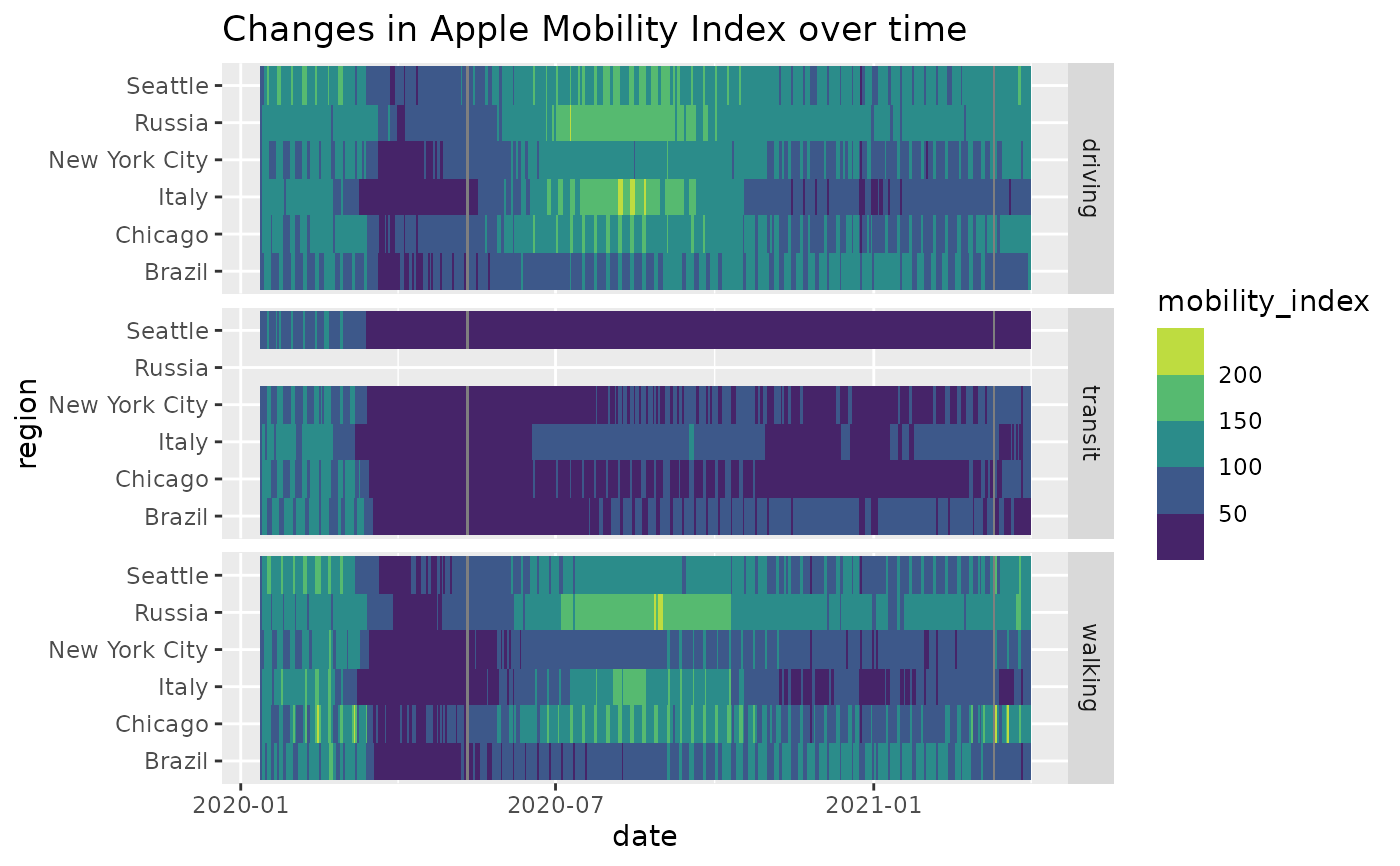 Changes in Apple Mobility Index over time
region
Seattle
Russia
New York City
Italy
Chicago
Brazil
driving
Seattle
Russia
New York City
Italy
Chicago
Brazil
transit
Seattle
Russia
New York City
Italy
Chicago
Brazil
walking
2020-01
2020-07
2021-01
date
mobility_index
200
150
100
50